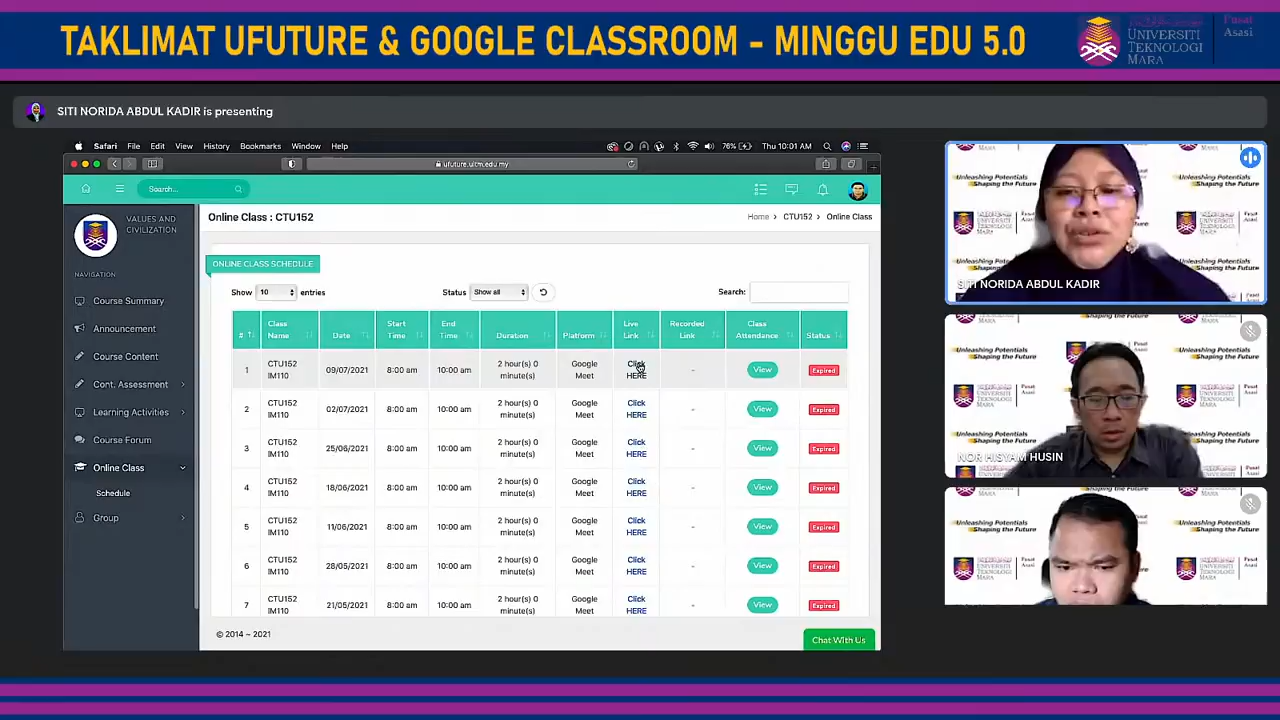 TAKLIMAT UFUTURE & GOOGLE CLASSROOM - MINGGU EDU 5.0
UNIVERSITI
TEKNOLOGI
MARA
Pusat
Asasi
SITI NORIDA ABDUL KADIR is presenting
Safari File Edit View History Bookmarks Window Help
76% Thu 10:01 AM
ufuture.uitm.edu.my
Search...
VALUES AND
CIVILIZATION
NAVIGATION
Course Summary
Announcement
Course Content
Cont. Assessment
Learning Activities
Course Forum
Online Class
Schedule
Group
Online Class : CTU152
Home > CTU152 > Online Class
ONLINE CLASS SCHEDULE
Show 10 entries
Status Show all
Search:
# Class Name Date Start Time End Time Duration Platform Live Link Recorded Link Class Attendance Status
1 CTU152 IM110 09/07/2021 8:00 am 10:00 am 2 hour(s) 0 minute(s) Google Meet Click HERE - View Expired
2 CTU152 IM110 02/07/2021 8:00 am 10:00 am 2 hour(s) 0 minute(s) Google Meet Click HERE - View Expired
3 CTU152 IM110 25/06/2021 8:00 am 10:00 am 2 hour(s) 0 minute(s) Google Meet Click HERE - View Expired
4 CTU152 IM110 18/06/2021 8:00 am 10:00 am 2 hour(s) 0 minute(s) Google Meet Click HERE - View Expired
5 CTU152 IM110 11/06/2021 8:00 am 10:00 am 2 hour(s) 0 minute(s) Google Meet Click HERE - View Expired
6 CTU152 IM110 28/05/2021 8:00 am 10:00 am 2 hour(s) 0 minute(s) Google Meet Click HERE - View Expired
7 CTU152 IM110 21/05/2021 8:00 am 10:00 am 2 hour(s) 0 minute(s) Google Meet Click HERE - View Expired
© 2014 ~ 2021
Chat With Us
Unleashing Potentials
Shaping the Future
SITI NORIDA ABDUL KADIR
Unleashing Potentials
Shaping the Future
NOR HISYAM HUSIN
Unleashing Potentials
Shaping the Future